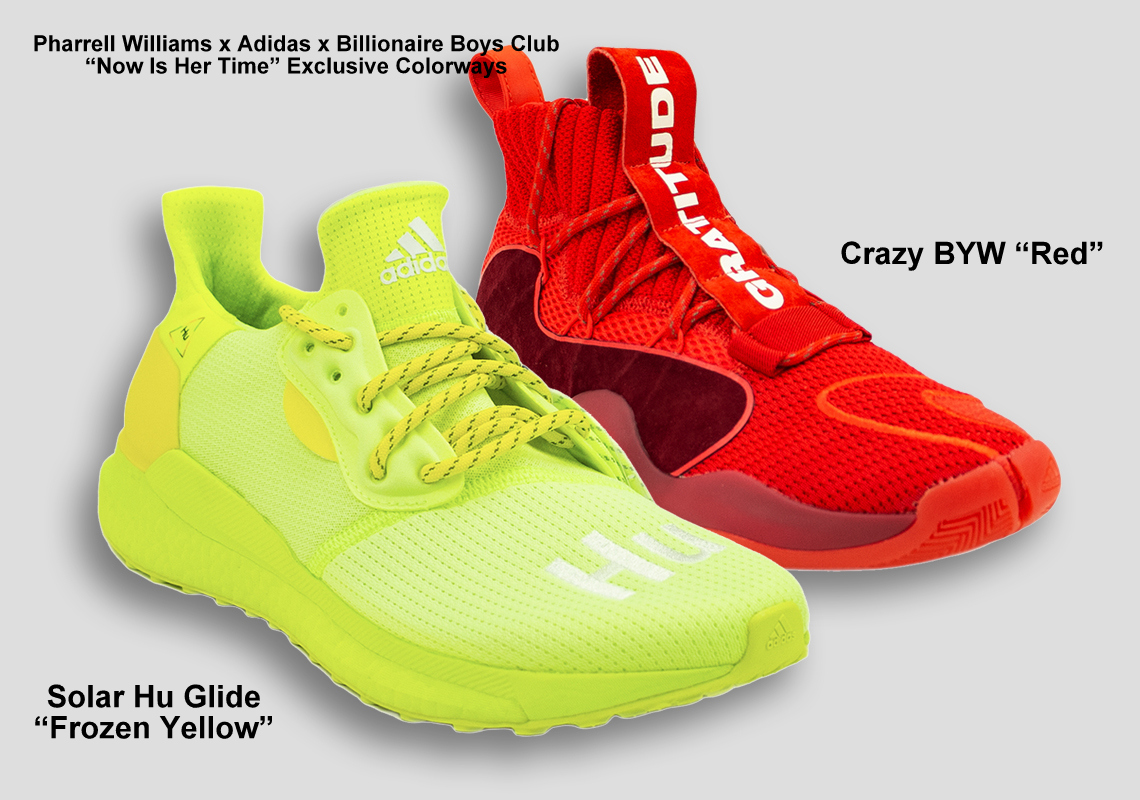 Pharrell Williams x Adidas x Billionaire Boys Club
“Now Is Her Time” Exclusive Colorways
GRATITUDE
adidas
Crazy BYW “Red”
Hu
adidas
Solar Hu Glide
“Frozen Yellow”